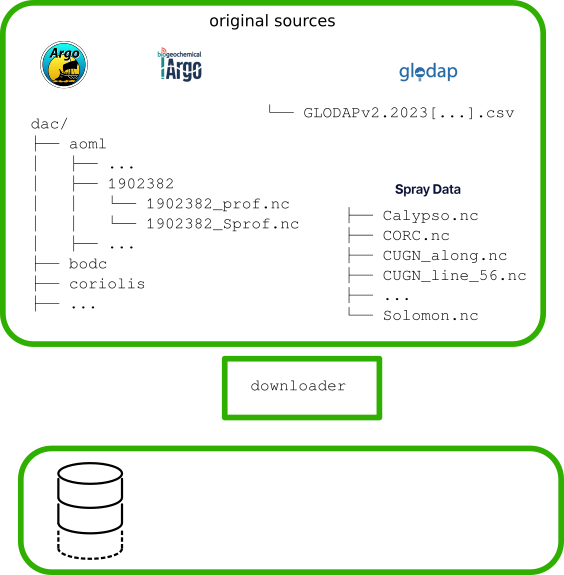 original sources
Argo
biogeochemical
Argo
glodap
└── GLODAPv2.2023[...].csv
dac/
├── aoml
│   ├── ...
│   ├── 1902382
│   │   └── 1902382_prof.nc
│   │   └── 1902382_Sprof.nc
│   ├── ...
├── bodc
├── coriolis
├── ...
Spray Data
├── Calypso.nc
├── CORC.nc
├── CUGN_along.nc
├── CUGN_line_56.nc
├── ...
└── Solomon.nc
downloader